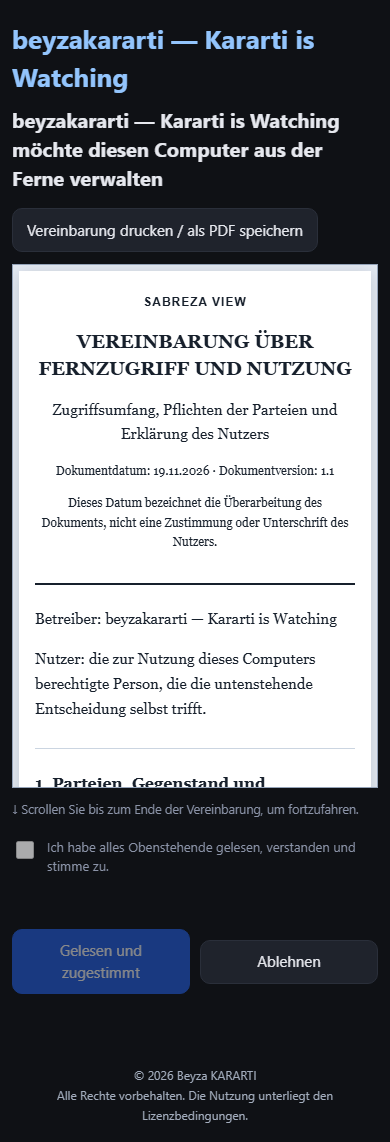 beyzakararti — Kararti is
Watching
beyzakararti — Kararti is Watching
möchte diesen Computer aus der
Ferne verwalten
Vereinbarung drucken / als PDF speichern
SABREZA VIEW
VEREINBARUNG ÜBER
FERNZUGRIFF UND NUTZUNG
Zugriffsumfang, Pflichten der Parteien und
Erklärung des Nutzers
Dokumentdatum: 19.11.2026 · Dokumentversion: 1.1
Dieses Datum bezeichnet die Überarbeitung des
Dokuments, nicht eine Zustimmung oder Unterschrift des
Nutzers.
Betreiber: beyzakararti — Kararti is Watching
Nutzer: die zur Nutzung dieses Computers
berechtigte Person, die die untenstehende
Entscheidung selbst trifft.
1. Parteien, Gegenstand und
↓ Scrollen Sie bis zum Ende der Vereinbarung, um fortzufahren.
Ich habe alles Obenstehende gelesen, verstanden und
stimme zu.
Gelesen und
zugestimmt
Ablehnen
© 2026 Beyza KARARTI
Alle Rechte vorbehalten. Die Nutzung unterliegt den
Lizenzbedingungen.